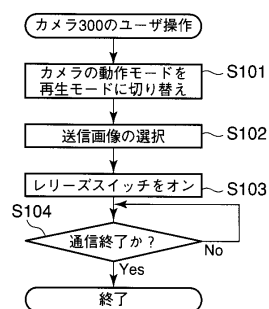 カメラ300のユーザ操作
カメラの動作モードを
再生モードに切り替え
S101
送信画像の選択
S102
レリーズスイッチをオン
S103
S104
通信終了か?
No
Yes
終了